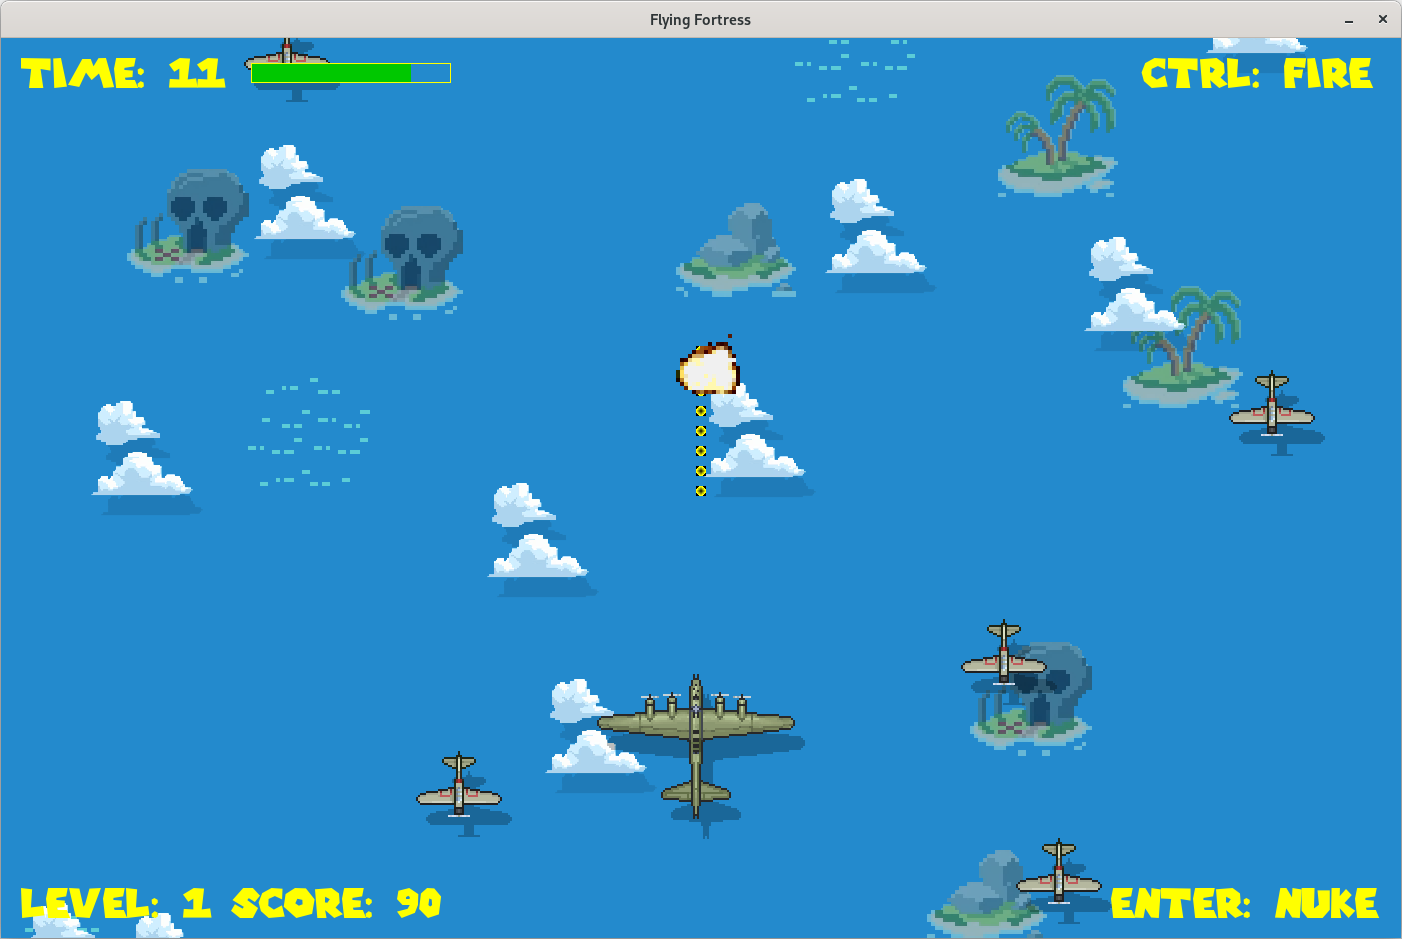 Flying Fortress
TIME: 11
CTRL: FIRE
LEVEL: 1 SCORE: 90
ENTER: NUKE